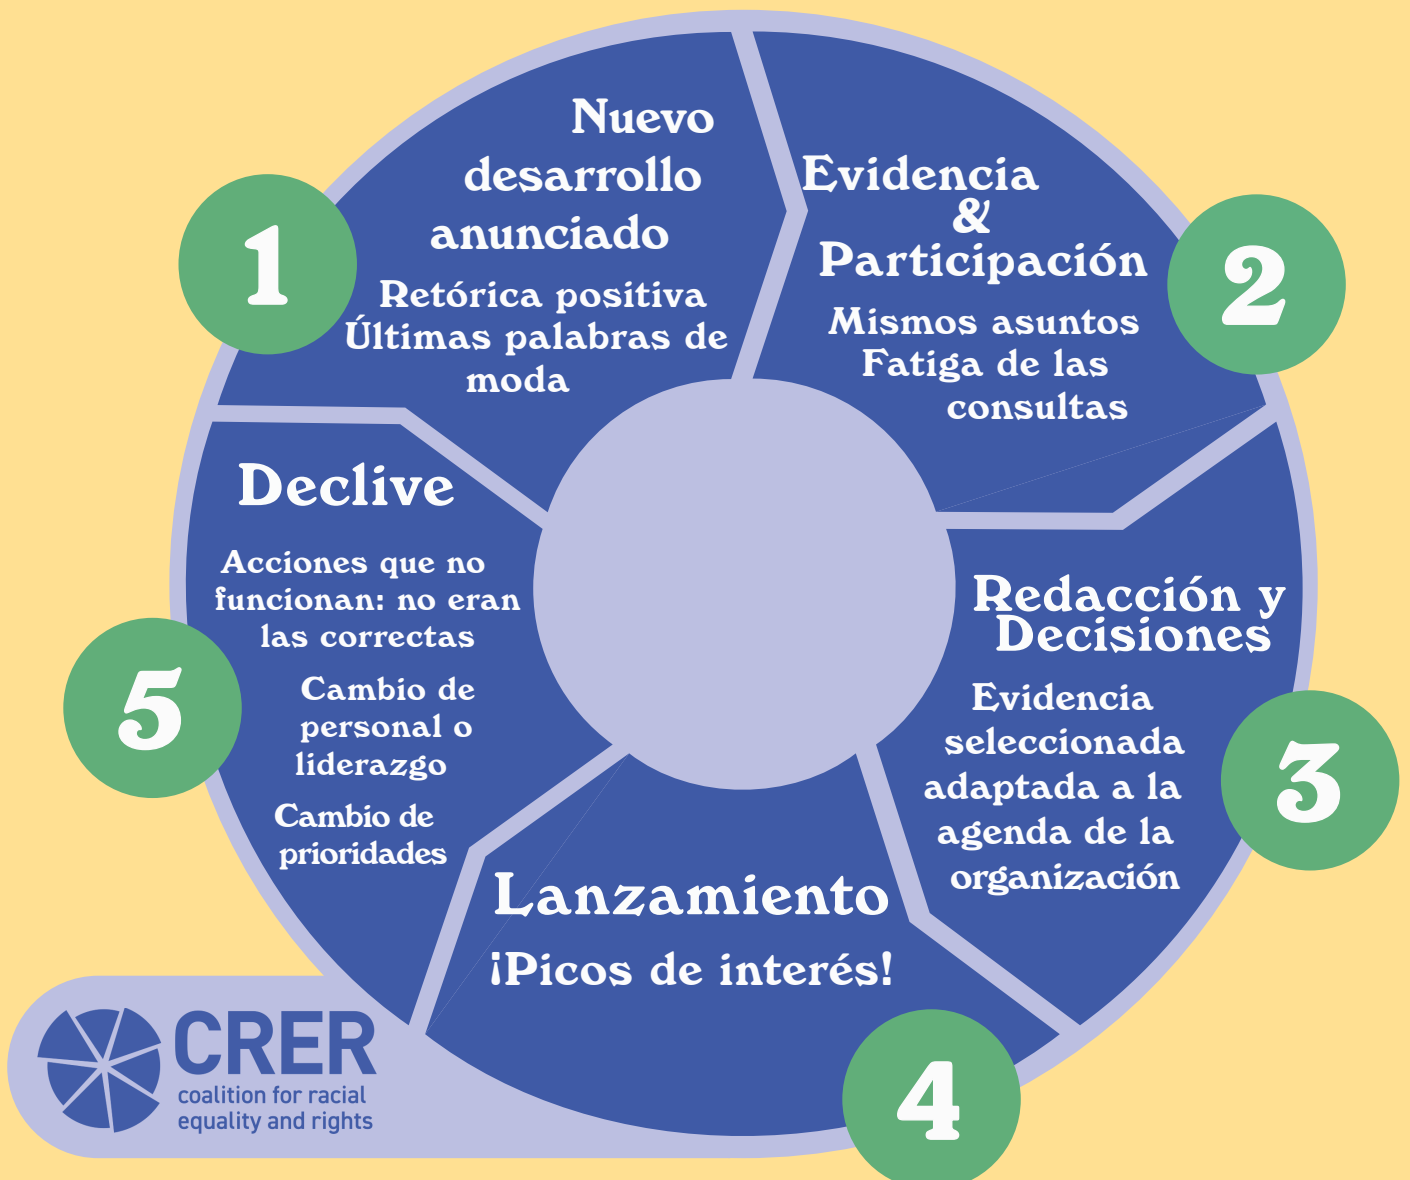 1
Nuevo
desarrollo
anunciado
Retórica positiva
Últimas palabras de
moda
2
Evidencia
&
Participación
Mismos asuntos
Fatiga de las
consultas
3
Redacción y
Decisiones
Evidencia
seleccionada
adaptada a la
agenda de la
organización
4
Lanzamiento
¡Picos de interés!
5
Declive
Acciones que no
funcionan: no eran
las correctas
Cambio de
personal o
liderazgo
Cambio de
prioridades
CRER
coalition for racial
equality and rights